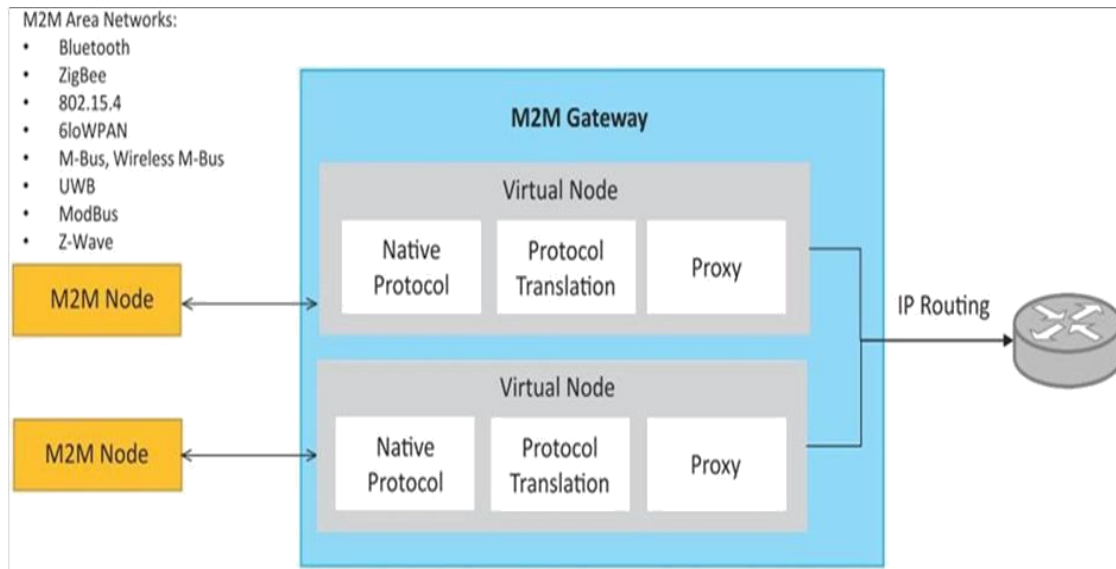 M2M Area Networks:
• Bluetooth
• ZigBee
• 802.15.4
• 6loWPAN
• M-Bus, Wireless M-Bus
• UWB
• ModBus
• Z-Wave
M2M Gateway
Virtual Node
Native
Protocol
Protocol
Translation
Proxy
M2M Node
IP Routing
Virtual Node
Native
Protocol
Protocol
Translation
Proxy
M2M Node